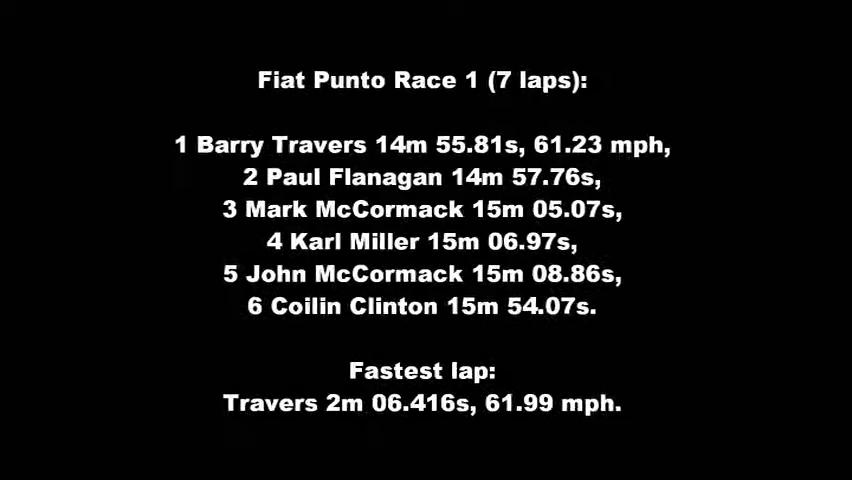 Fiat Punto Race 1 (7 laps):
1 Barry Travers 14m 55.81s, 61.23 mph,
2 Paul Flanagan 14m 57.76s,
3 Mark McCormack 15m 05.07s,
4 Karl Miller 15m 06.97s,
5 John McCormack 15m 08.86s,
6 Coilin Clinton 15m 54.07s.
Fastest lap:
Travers 2m 06.416s, 61.99 mph.